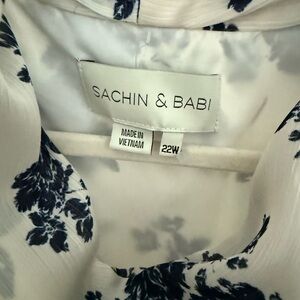 SACHIN & BABI
MADE IN
VIETNAM
22W